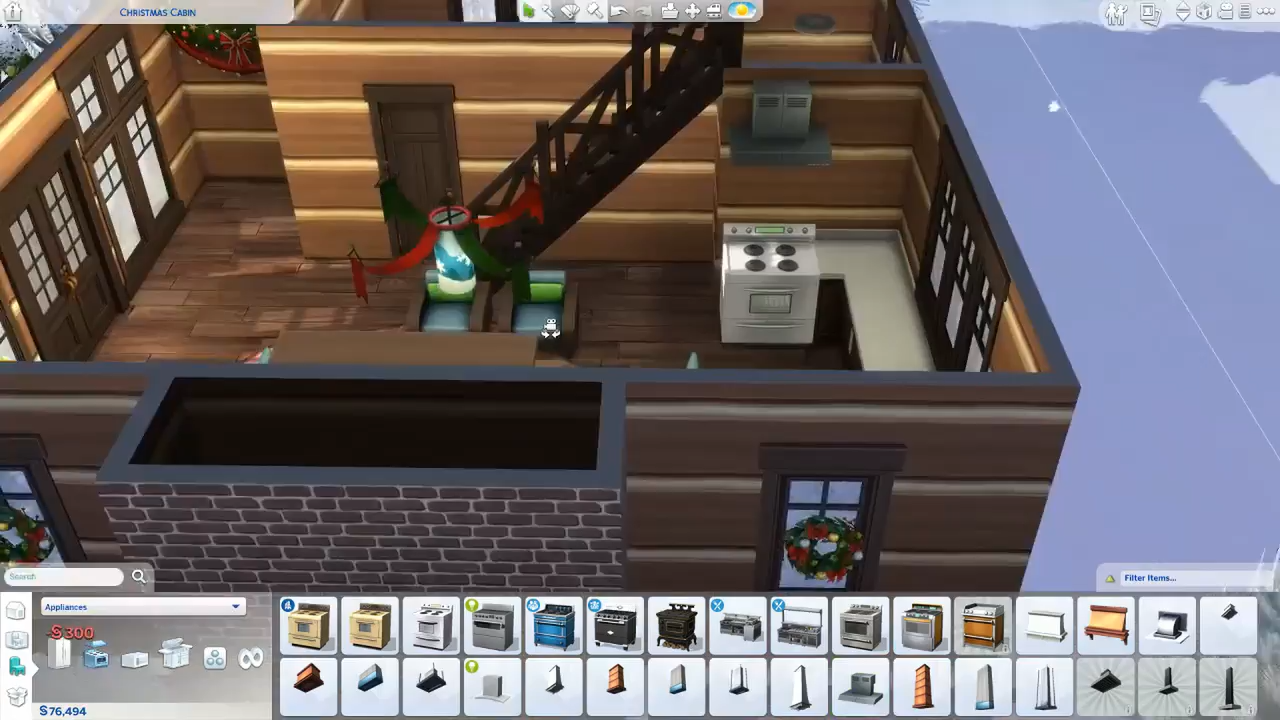 CHRISTMAS CABIN
Search
Filter Items...
Appliances
-§300
§76,494